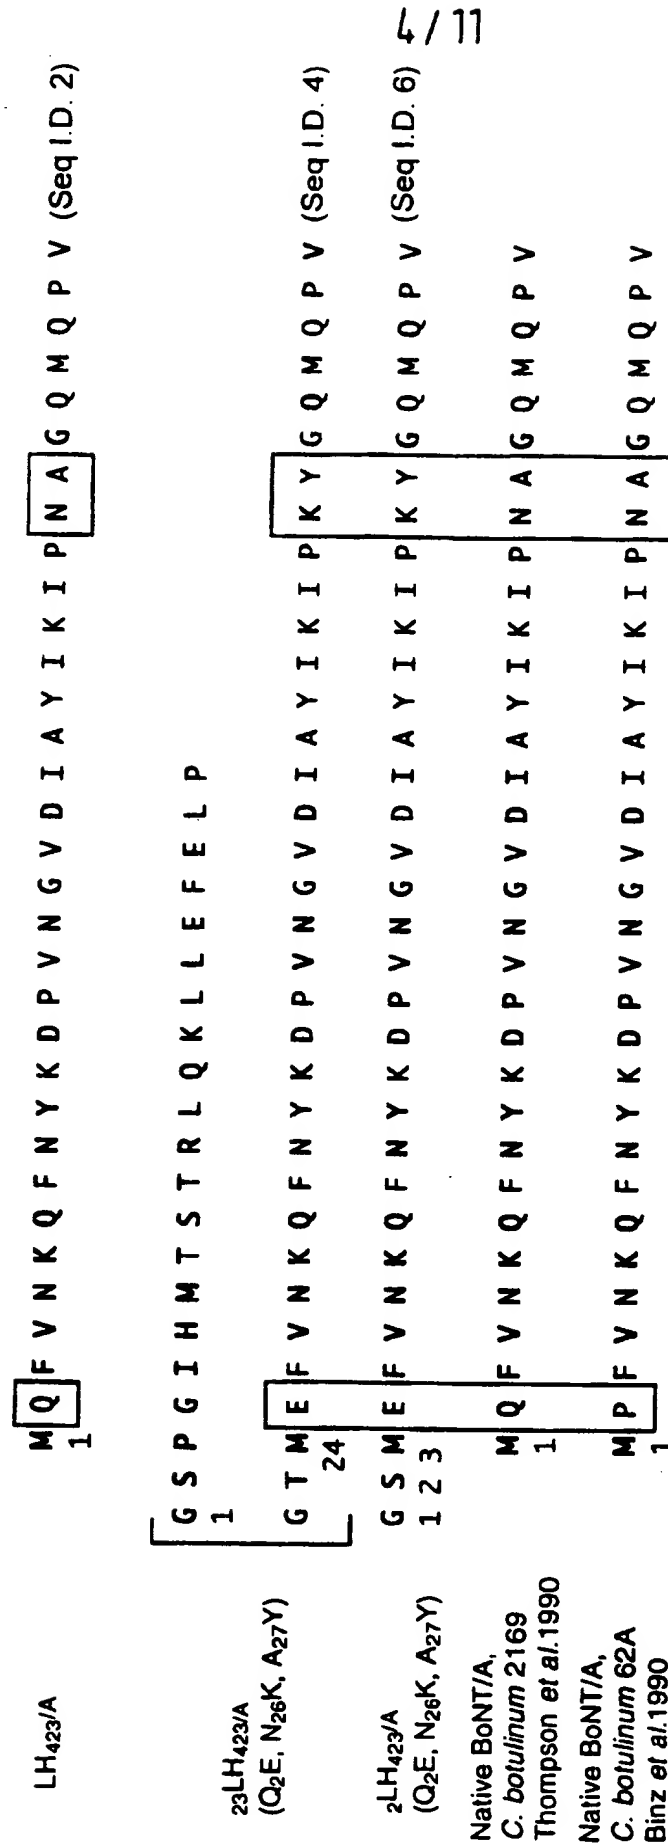 4/11
LH423/A
M Q F V N K Q F N Y K D P V N G V D I A Y I K I P N A G Q M Q P V (Seq I.D. 2)
1
G S P G I H M T S T R L Q K L L E F E L P
1
23LH423/A
(Q2E, N26K, A27Y)
G T M E F V N K Q F N Y K D P V N G V D I A Y I K I P K Y G Q M Q P V (Seq I.D. 4)
24
2LH423/A
(Q2E, N26K, A27Y)
G S M E F V N K Q F N Y K D P V N G V D I A Y I K I P K Y G Q M Q P V (Seq I.D. 6)
1 2 3
Native BoNT/A,
C. botulinum 2169
Thompson et al.1990
M Q F V N K Q F N Y K D P V N G V D I A Y I K I P N A G Q M Q P V
1
Native BoNT/A,
C. botulinum 62A
Binz et al.1990
M P F V N K Q F N Y K D P V N G V D I A Y I K I P N A G Q M Q P V
1